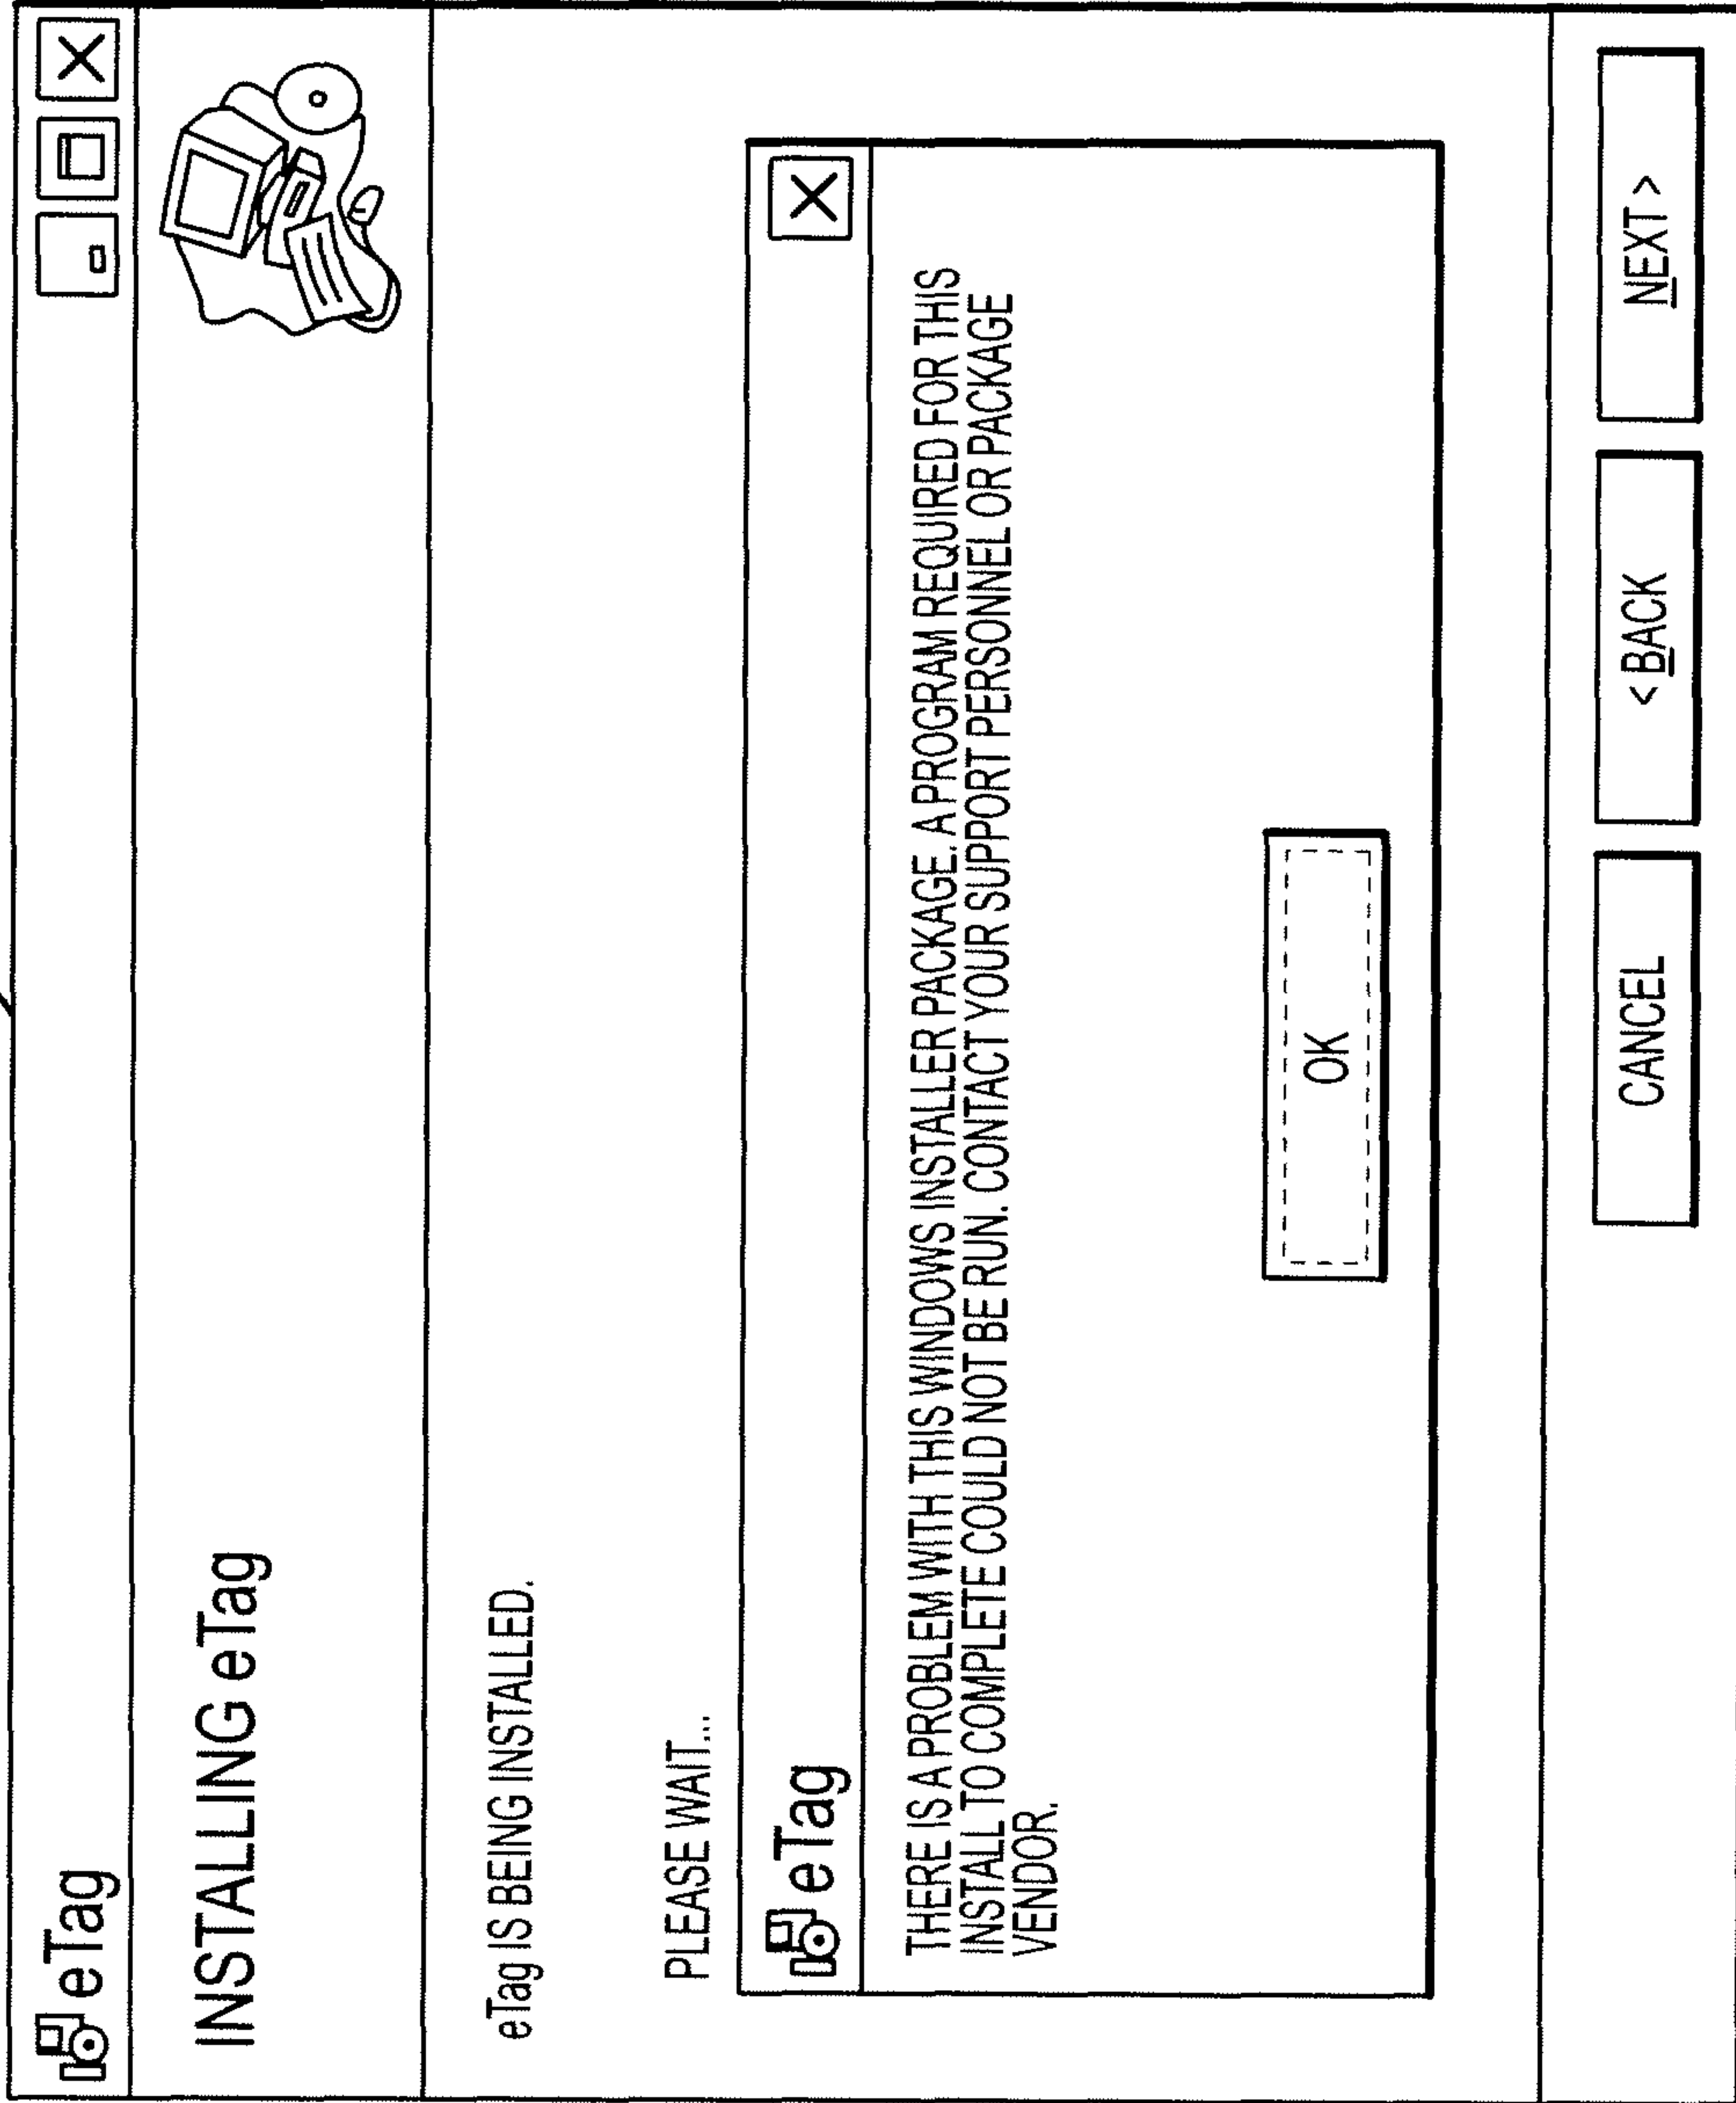 eTag
INSTALLING eTag
eTag IS BEING INSTALLED.
PLEASE WAIT...
eTag
THERE IS A PROBLEM WITH THIS WINDOWS INSTALLER PACKAGE. A PROGRAM REQUIRED FOR THIS
INSTALL TO COMPLETE COULD NOT BE RUN. CONTACT YOUR SUPPORT PERSONNEL OR PACKAGE
VENDOR.
OK
CANCEL
< BACK
NEXT >